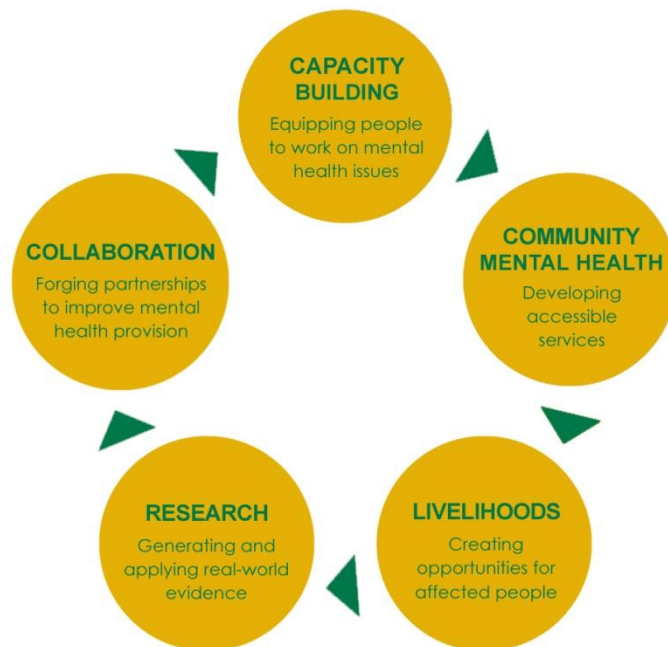 CAPACITY
BUILDING
Equipping people
to work on mental
health issues
COMMUNITY
MENTAL HEALTH
Developing
accessible
services
LIVELIHOODS
Creating
opportunities for
affected people
RESEARCH
Generating and
applying real-world
evidence
COLLABORATION
Forging partnerships
to improve mental
health provision